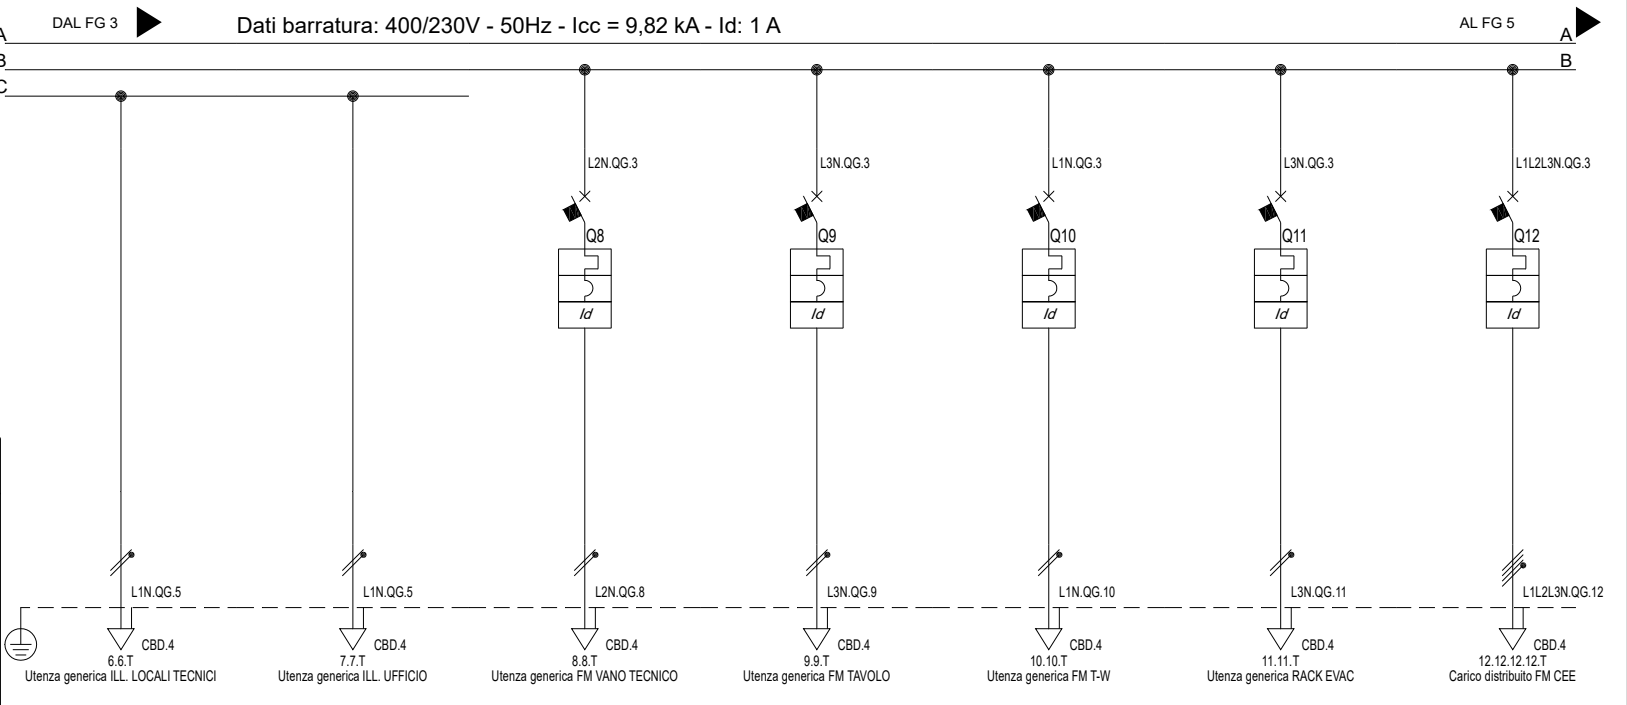 DAL FG 3
Dati barratura: 400/230V - 50Hz - Icc = 9,82 kA - Id: 1 A
AL FG 5
A A
B B
C
L2N.QG.3 L3N.QG.3 L1N.QG.3 L3N.QG.3 L1L2L3N.QG.3
Q8 Q9 Q10 Q11 Q12
Id Id Id Id Id
L1N.QG.5 L1N.QG.5 L2N.QG.8 L3N.QG.9 L1N.QG.10 L3N.QG.11 L1L2L3N.QG.12
CBD.4 CBD.4 CBD.4 CBD.4 CBD.4 CBD.4 CBD.4
6.6.T 7.7.T 8.8.T 9.9.T 10.10.T 11.11.T 12.12.12.12.T
Utenza generica ILL. LOCALI TECNICI Utenza generica ILL. UFFICIO Utenza generica FM VANO TECNICO Utenza generica FM TAVOLO Utenza generica FM T-W Utenza generica RACK EVAC Carico distribuito FM CEE